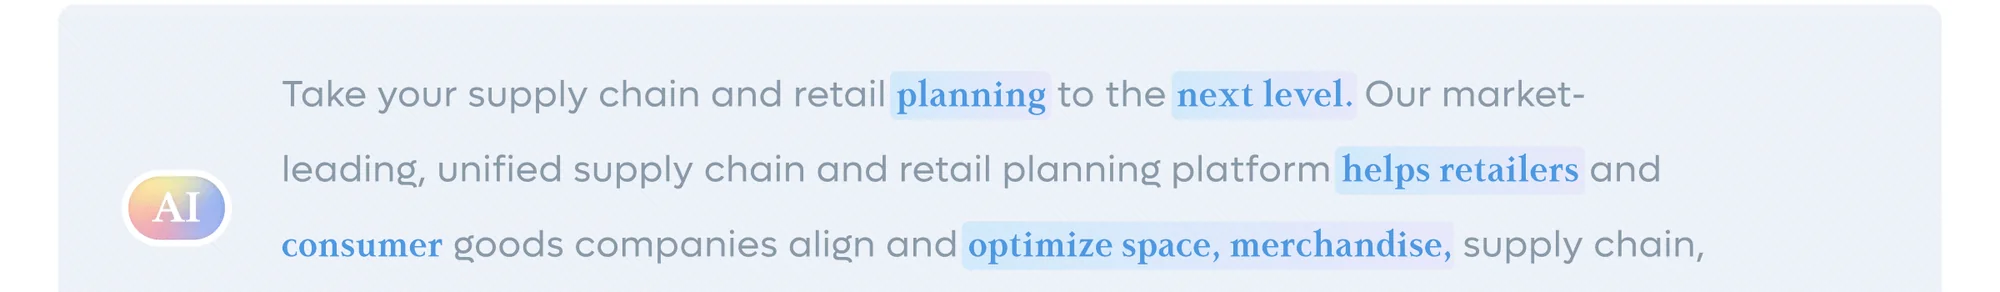 Take your supply chain and retail planning to the next level. Our market-
leading, unified supply chain and retail planning platform helps retailers and
AI
consumer goods companies align and optimize space, merchandise, supply chain,